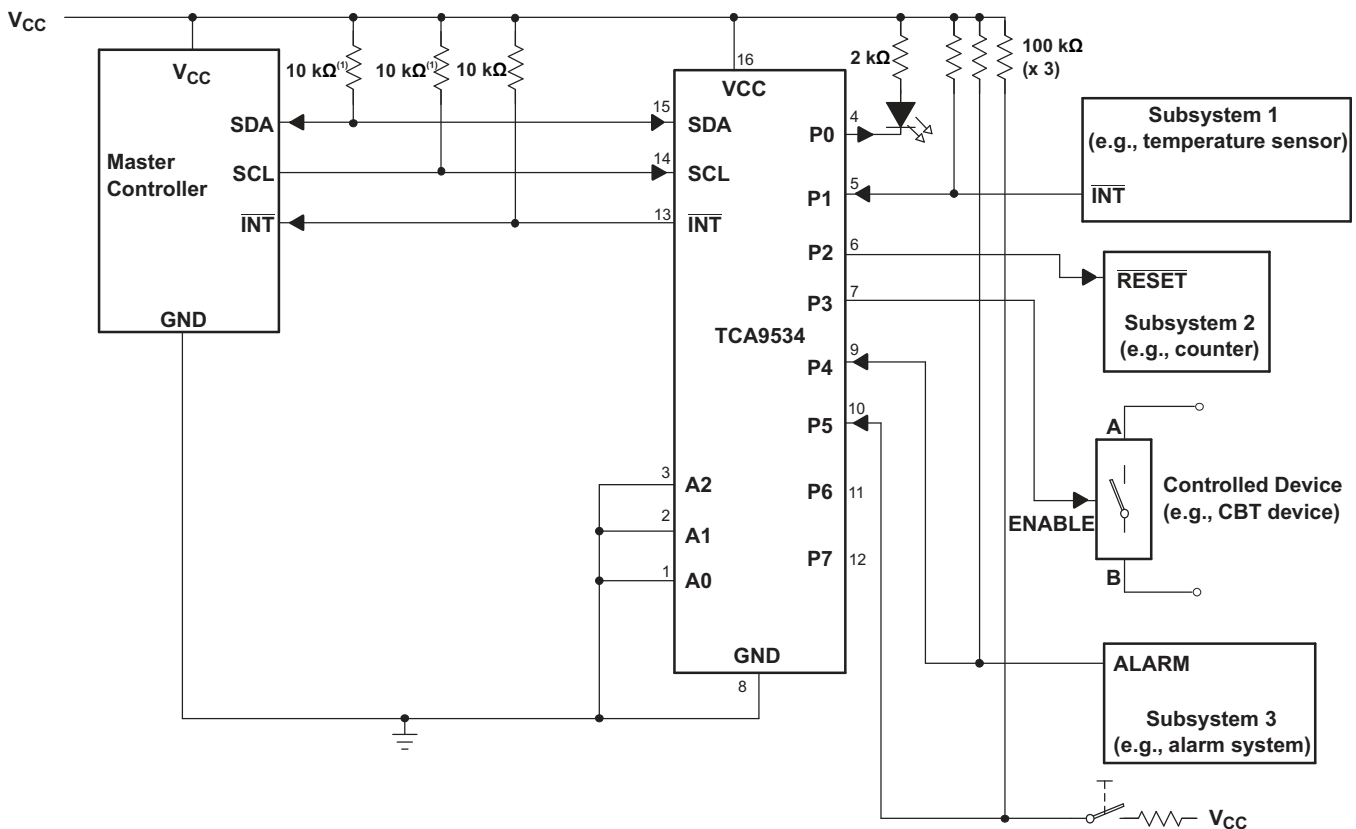 VCC
VCC
10 kΩ(1)
10 kΩ(1)
10 kΩ
2 kΩ
100 kΩ
(x 3)
Master
Controller
SDA
SCL
INT
GND
16
VCC
15
SDA
14
SCL
13
INT
TCA9534
3
A2
2
A1
1
A0
GND
8
P0
4
P1
5
P2
6
P3
7
P4
9
P5
10
P6
11
P7
12
Subsystem 1
(e.g., temperature sensor)
INT
RESET
Subsystem 2
(e.g., counter)
A
ENABLE
B
Controlled Device
(e.g., CBT device)
ALARM
Subsystem 3
(e.g., alarm system)
VCC